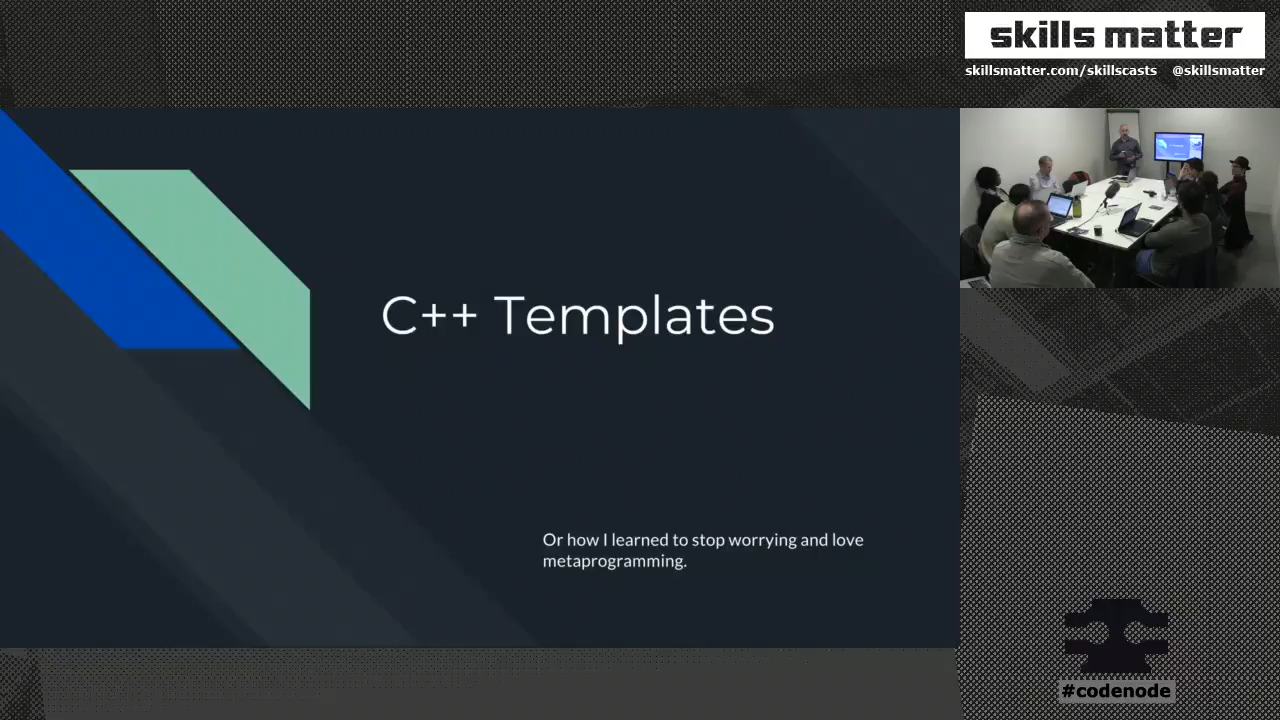 skills matter
skillsmatter.com/skillscasts @skillsmatter
C++ Templates
Or how I learned to stop worrying and love
metaprogramming.
#codenode